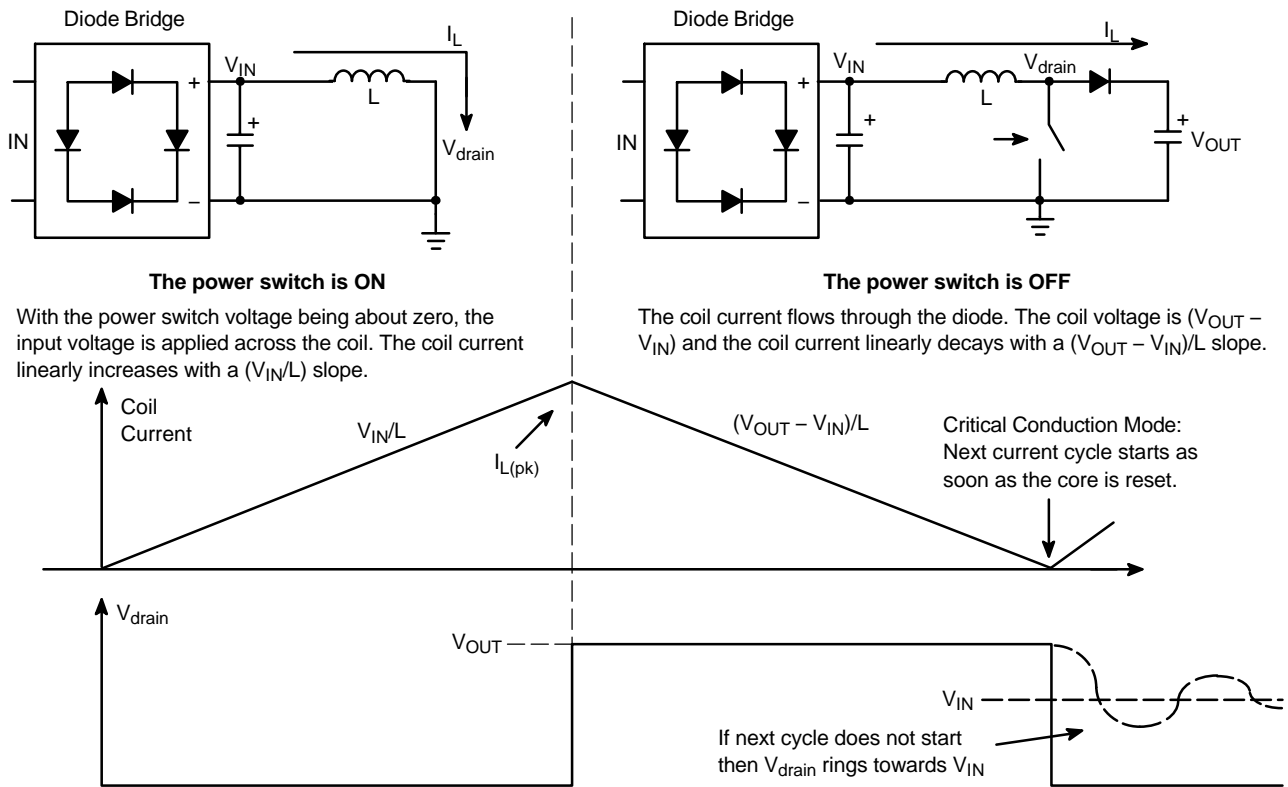 Diode Bridge
IN
+
–
V_IN
+
L
I_L
V_drain
The power switch is ON
With the power switch voltage being about zero, the
input voltage is applied across the coil. The coil current
linearly increases with a (V_IN/L) slope.
Diode Bridge
IN
+
–
V_IN
+
L
I_L
V_drain
+
V_OUT
The power switch is OFF
The coil current flows through the diode. The coil voltage is (V_OUT –
V_IN) and the coil current linearly decays with a (V_OUT – V_IN)/L slope.
Coil
Current
V_IN/L
I_L(pk)
(V_OUT – V_IN)/L
Critical Conduction Mode:
Next current cycle starts as
soon as the core is reset.
V_drain
V_OUT
V_IN
If next cycle does not start
then V_drain rings towards V_IN